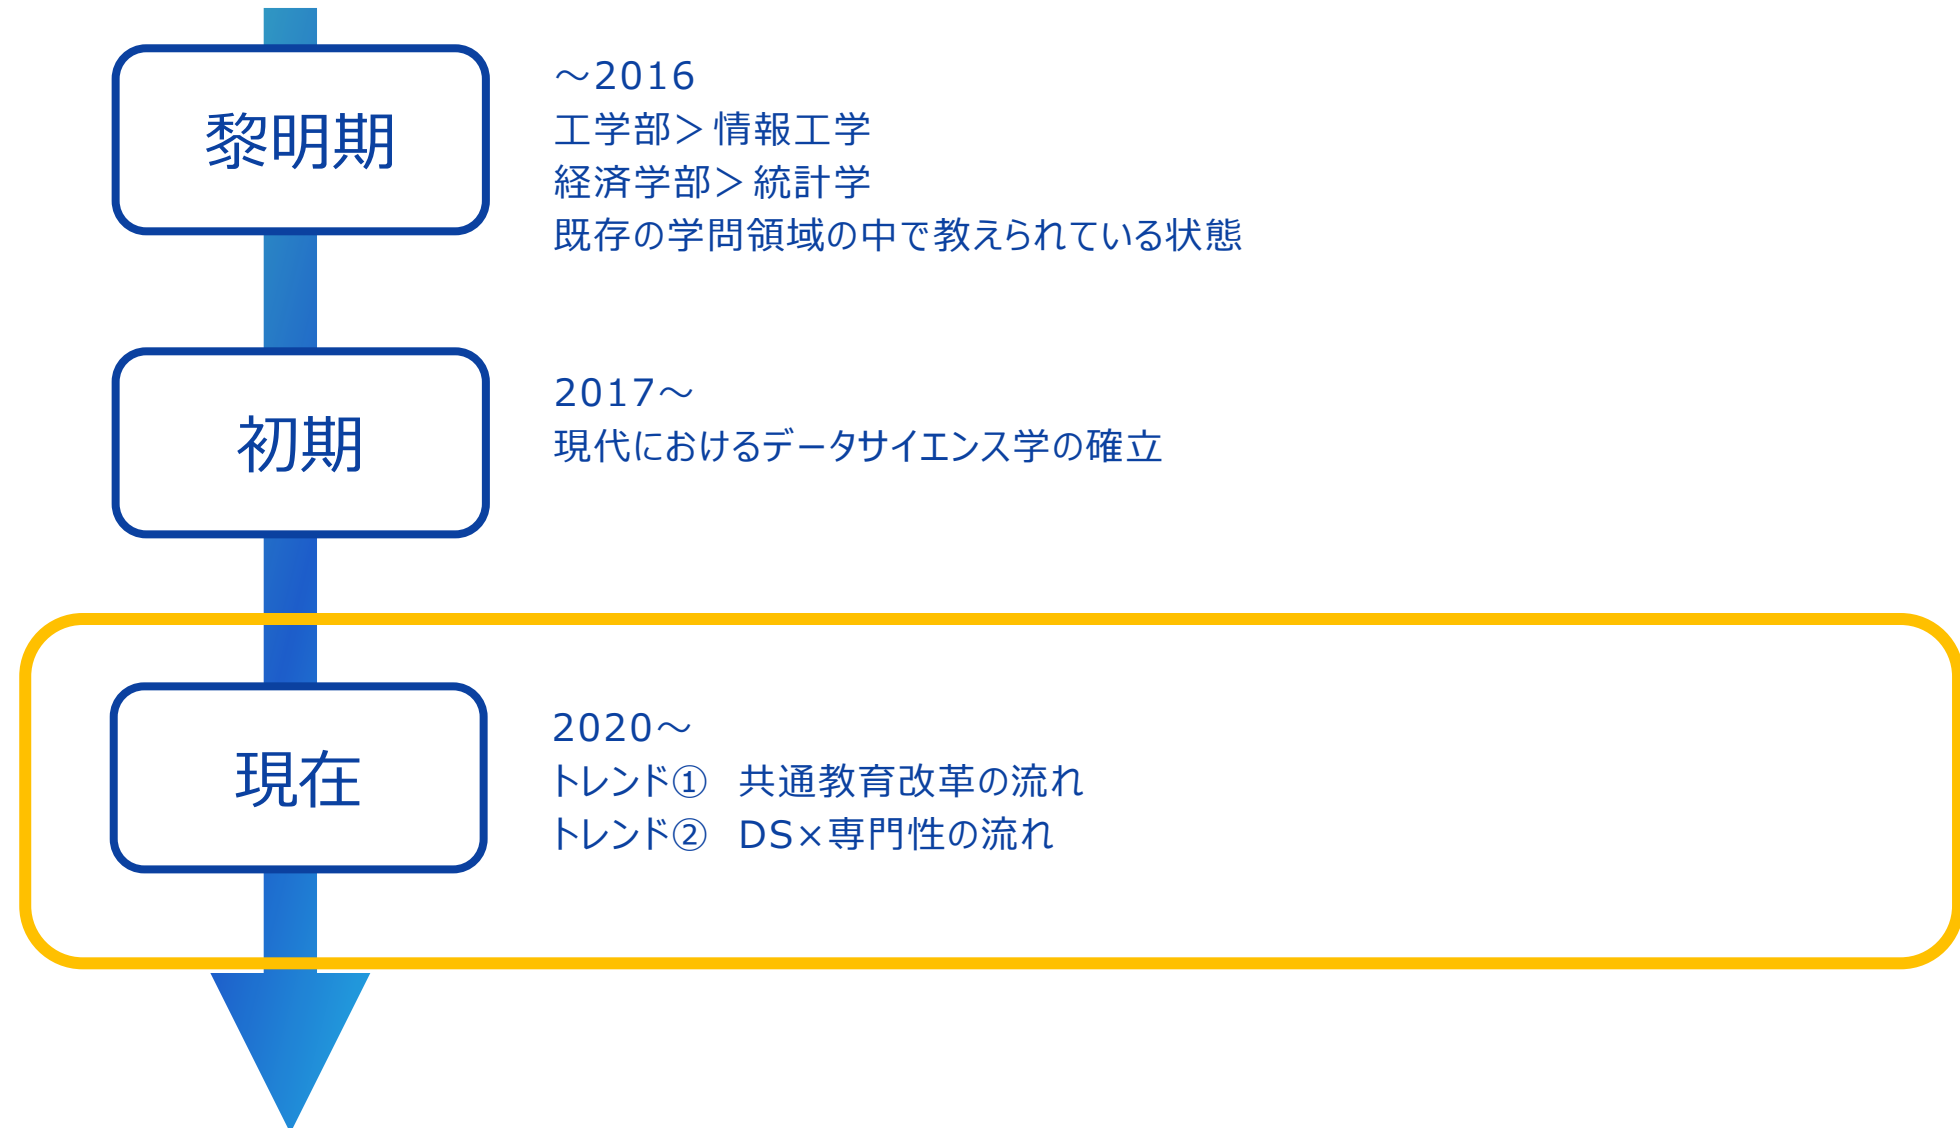 黎明期
～2016
工学部＞情報工学
経済学部＞統計学
既存の学問領域の中で教えられている状態
初期
2017～
現代におけるデータサイエンス学の確立
現在
2020～
トレンド①　共通教育改革の流れ
トレンド②　DS×専門性の流れ